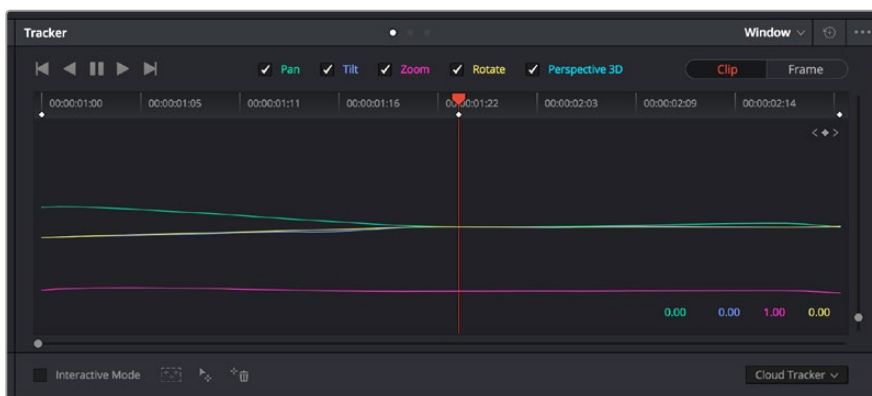 Tracker Window
Pan Tilt Zoom Rotate Perspective 3D Clip Frame
00:00:01:00 00:00:01:05 00:00:01:11 00:00:01:16 00:00:01:22 00:00:02:03 00:00:02:09 00:00:02:14
0.00 0.00 1.00 0.00
Interactive Mode Cloud Tracker